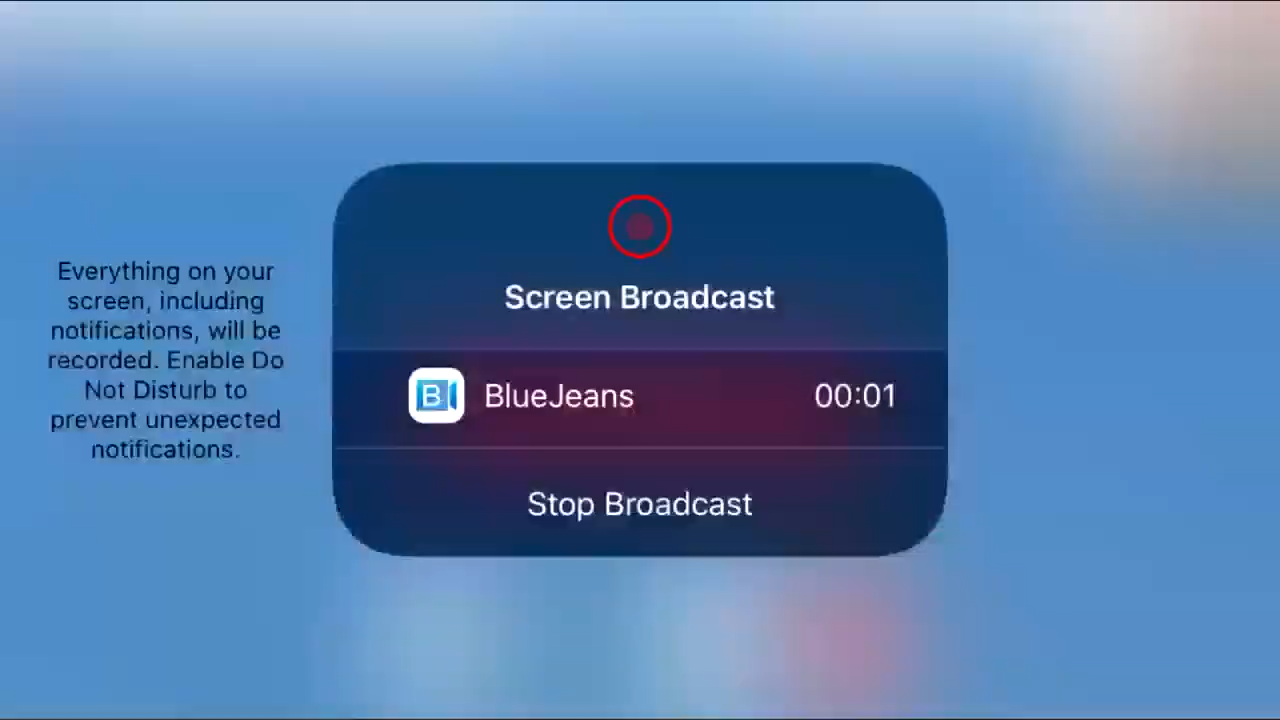 Everything on your
screen, including
notifications, will be
recorded. Enable Do
Not Disturb to
prevent unexpected
notifications.
Screen Broadcast
B
BlueJeans 00:01
Stop Broadcast